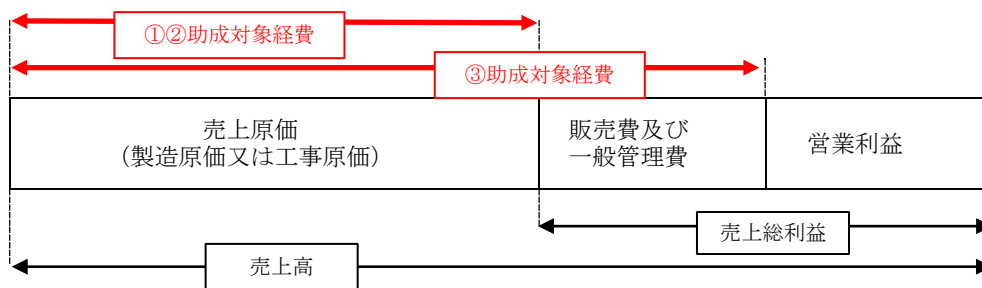 ①②助成対象経費
③助成対象経費
売上原価
（製造原価又は工事原価）
販売費及び
一般管理費
営業利益
売上総利益
売上高